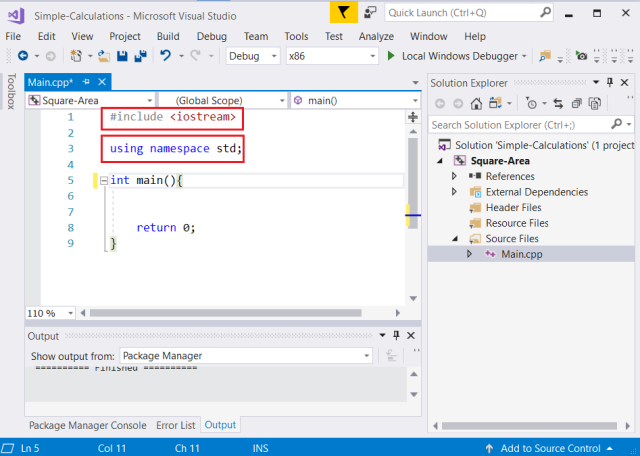 Simple-Calculations - Microsoft Visual Studio
Quick Launch (Ctrl+Q)
File Edit View Project Build Debug Team Tools Test Analyze Window Help
Debug x86 Local Windows Debugger
Toolbox
Main.cpp*
Square-Area (Global Scope) main()
1 #include <iostream>
2
3 using namespace std;
4
5 int main(){
6
7
8 return 0;
9 }
110 %
Output
Show output from: Package Manager
========== Finished ==========
Package Manager Console Error List Output
Solution Explorer
Search Solution Explorer (Ctrl+;)
Solution 'Simple-Calculations' (1 project
Square-Area
References
External Dependencies
Header Files
Resource Files
Source Files
Main.cpp
Ln 5 Col 11 Ch 11 INS Add to Source Control